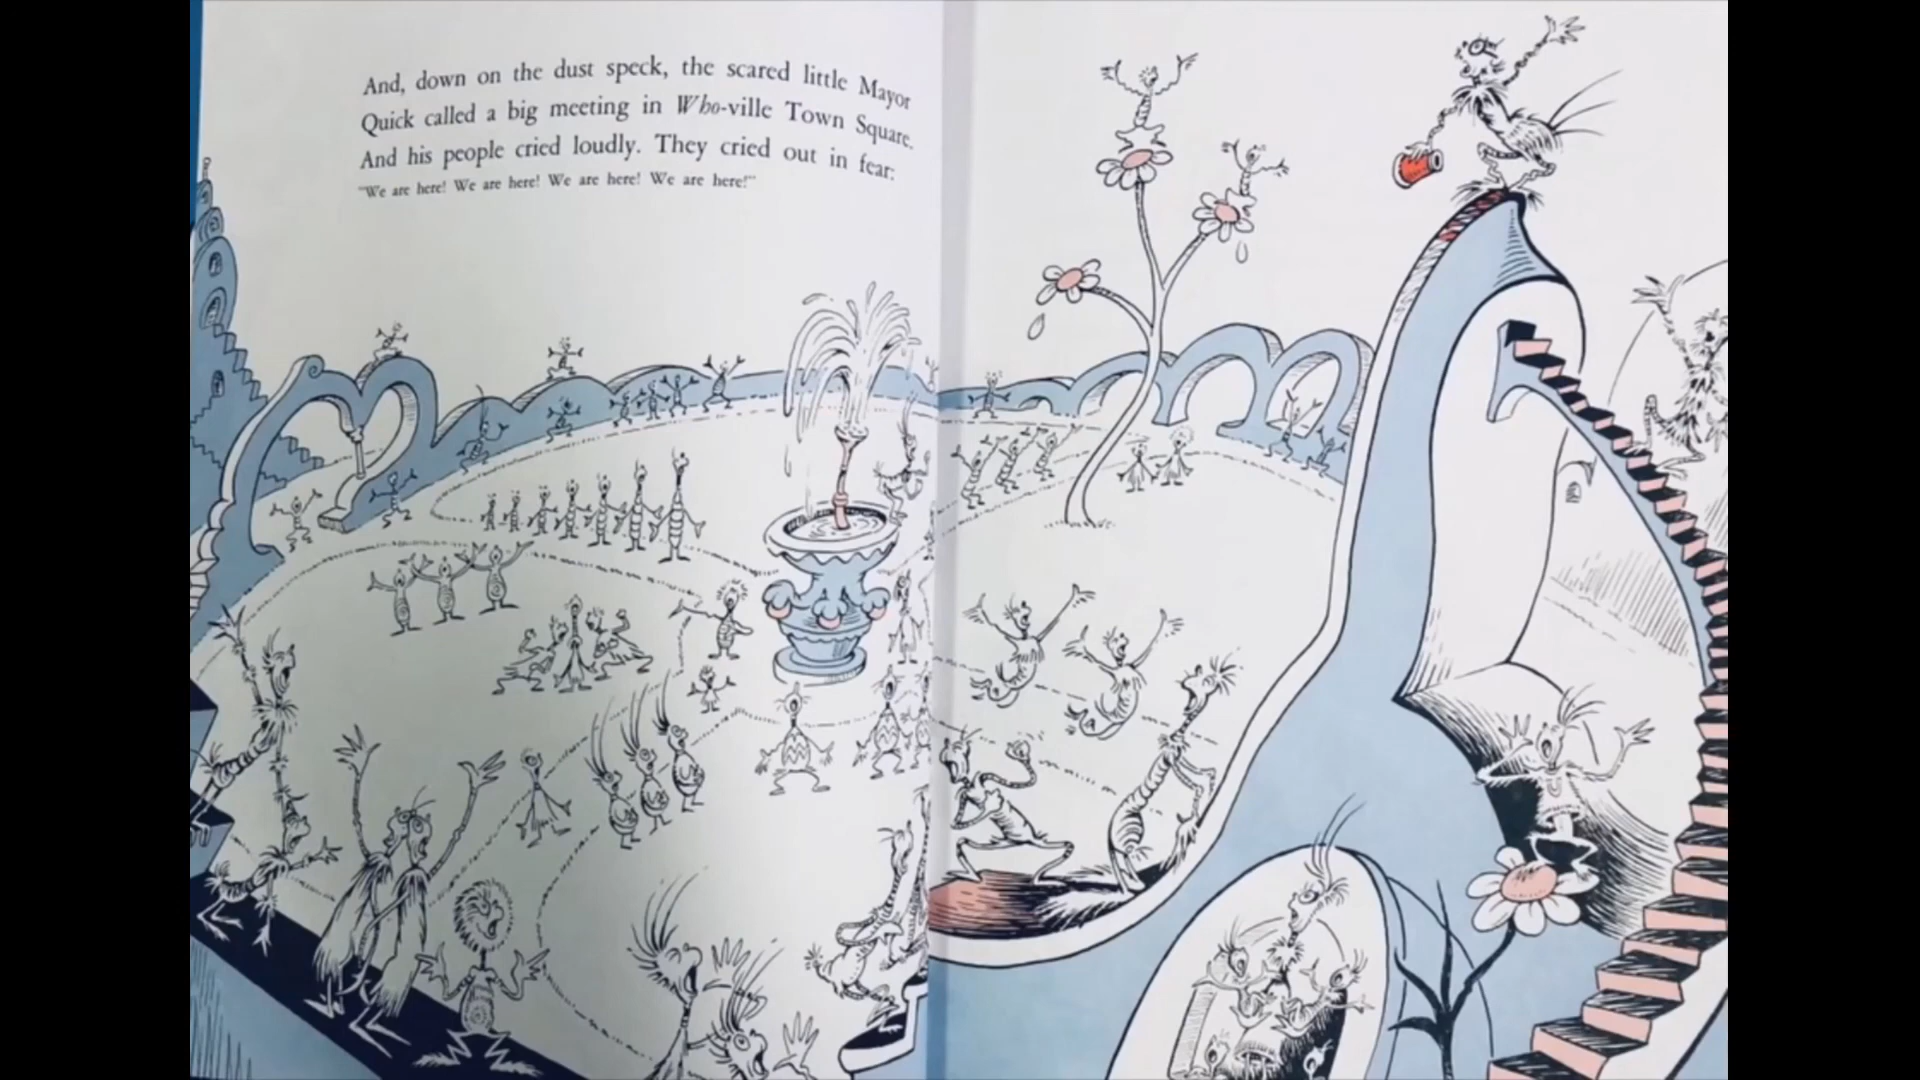 And, down on the dust speck, the scared little Mayor
Quick called a big meeting in Who-ville Town Square.
And his people cried loudly. They cried out in fear:
"We are here! We are here! We are here! We are here!"